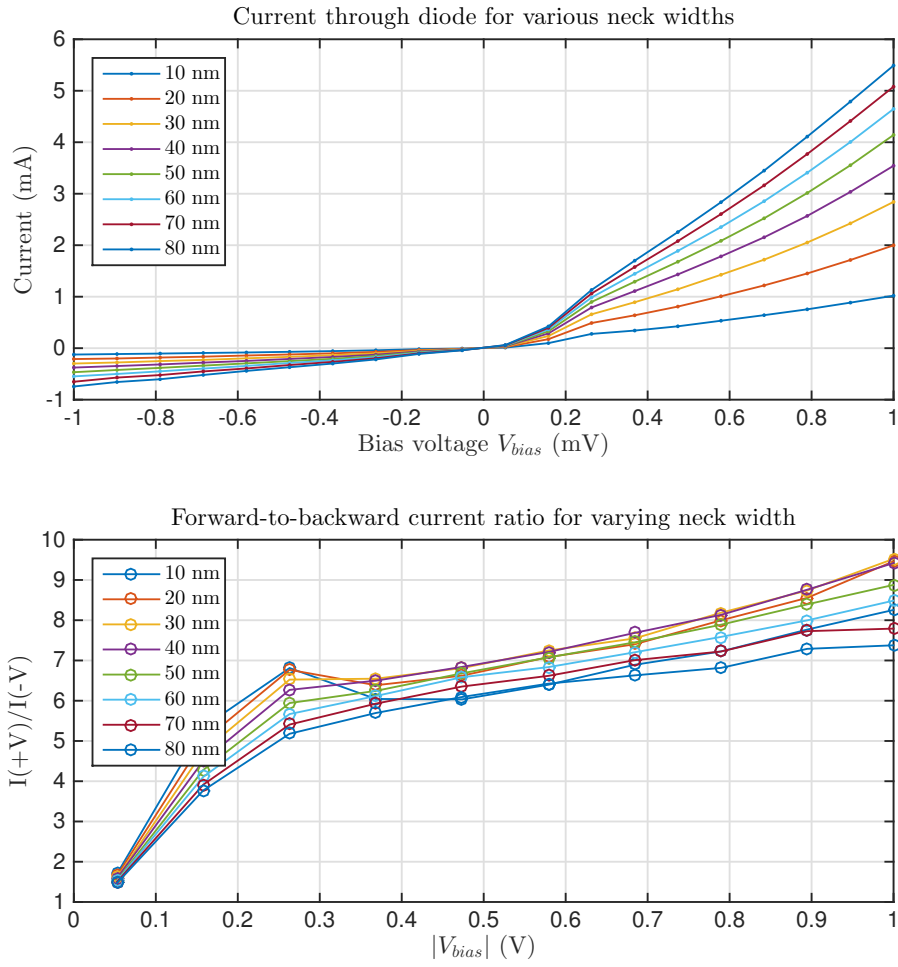 Current through diode for various neck widths
6
5
4
3
2
1
0
-1
Current (mA)
10 nm
20 nm
30 nm
40 nm
50 nm
60 nm
70 nm
80 nm
-1 -0.8 -0.6 -0.4 -0.2 0 0.2 0.4 0.6 0.8 1
Bias voltage V_bias (mV)
Forward-to-backward current ratio for varying neck width
10
9
8
7
6
5
4
3
2
1
I(+V)/I(-V)
10 nm
20 nm
30 nm
40 nm
50 nm
60 nm
70 nm
80 nm
0 0.1 0.2 0.3 0.4 0.5 0.6 0.7 0.8 0.9 1
|V_bias| (V)